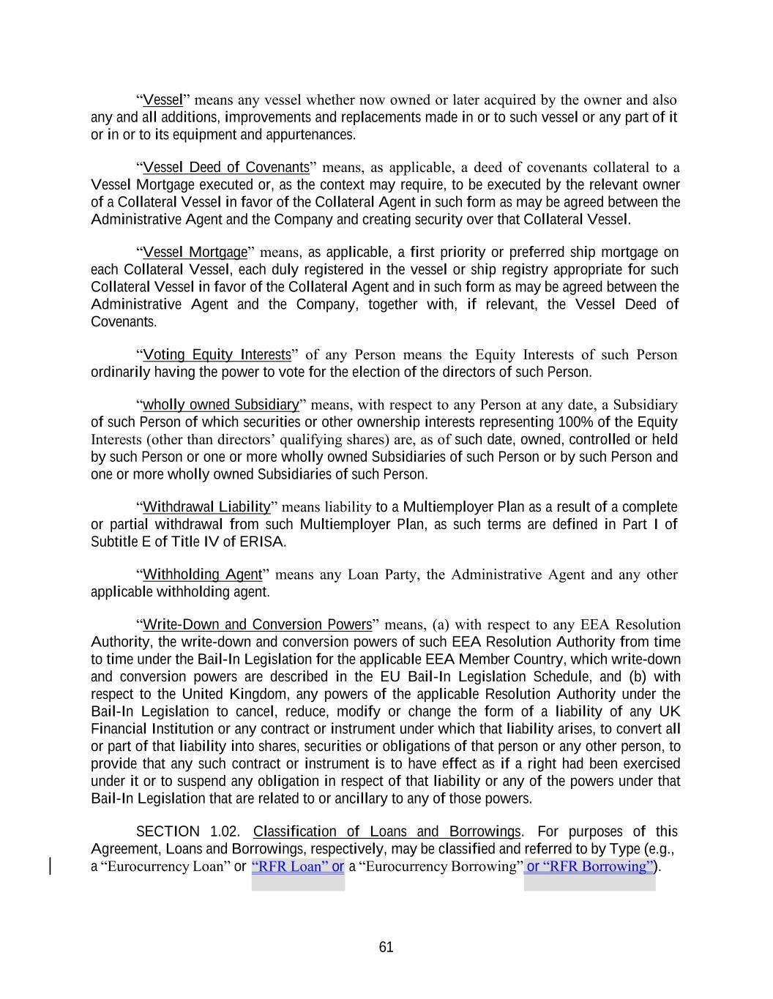 “Vessel” means any vessel whether now owned or later acquired by the owner and also
any and all additions, improvements and replacements made in or to such vessel or any part of it
or in or to its equipment and appurtenances.
“Vessel Deed of Covenants” means, as applicable, a deed of covenants collateral to a
Vessel Mortgage executed or, as the context may require, to be executed by the relevant owner
of a Collateral Vessel in favor of the Collateral Agent in such form as may be agreed between the
Administrative Agent and the Company and creating security over that Collateral Vessel.
“Vessel Mortgage” means, as applicable, a first priority or preferred ship mortgage on
each Collateral Vessel, each duly registered in the vessel or ship registry appropriate for such
Collateral Vessel in favor of the Collateral Agent and in such form as may be agreed between the
Administrative Agent and the Company, together with, if relevant, the Vessel Deed of
Covenants.
“Voting Equity Interests” of any Person means the Equity Interests of such Person
ordinarily having the power to vote for the election of the directors of such Person.
“wholly owned Subsidiary” means, with respect to any Person at any date, a Subsidiary
of such Person of which securities or other ownership interests representing 100% of the Equity
Interests (other than directors’ qualifying shares) are, as of such date, owned, controlled or held
by such Person or one or more wholly owned Subsidiaries of such Person or by such Person and
one or more wholly owned Subsidiaries of such Person.
“Withdrawal Liability” means liability to a Multiemployer Plan as a result of a complete
or partial withdrawal from such Multiemployer Plan, as such terms are defined in Part I of
Subtitle E of Title IV of ERISA.
“Withholding Agent” means any Loan Party, the Administrative Agent and any other
applicable withholding agent.
“Write-Down and Conversion Powers” means, (a) with respect to any EEA Resolution
Authority, the write-down and conversion powers of such EEA Resolution Authority from time
to time under the Bail-In Legislation for the applicable EEA Member Country, which write-down
and conversion powers are described in the EU Bail-In Legislation Schedule, and (b) with
respect to the United Kingdom, any powers of the applicable Resolution Authority under the
Bail-In Legislation to cancel, reduce, modify or change the form of a liability of any UK
Financial Institution or any contract or instrument under which that liability arises, to convert all
or part of that liability into shares, securities or obligations of that person or any other person, to
provide that any such contract or instrument is to have effect as if a right had been exercised
under it or to suspend any obligation in respect of that liability or any of the powers under that
Bail-In Legislation that are related to or ancillary to any of those powers.
SECTION 1.02. Classification of Loans and Borrowings. For purposes of this
Agreement, Loans and Borrowings, respectively, may be classified and referred to by Type (e.g.,
a “Eurocurrency Loan” or “RFR Loan” or a “Eurocurrency Borrowing” or “RFR Borrowing”).
61